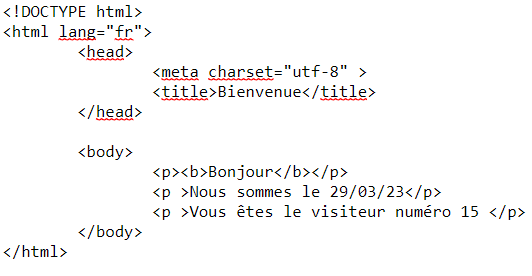 <!DOCTYPE html>
<html lang="fr">
<head>
<meta charset="utf-8" >
<title>Bienvenue</title>
</head>
<body>
<p><b>Bonjour</b></p>
<p >Nous sommes le 29/03/23</p>
<p >Vous êtes le visiteur numéro 15 </p>
</body>
</html>